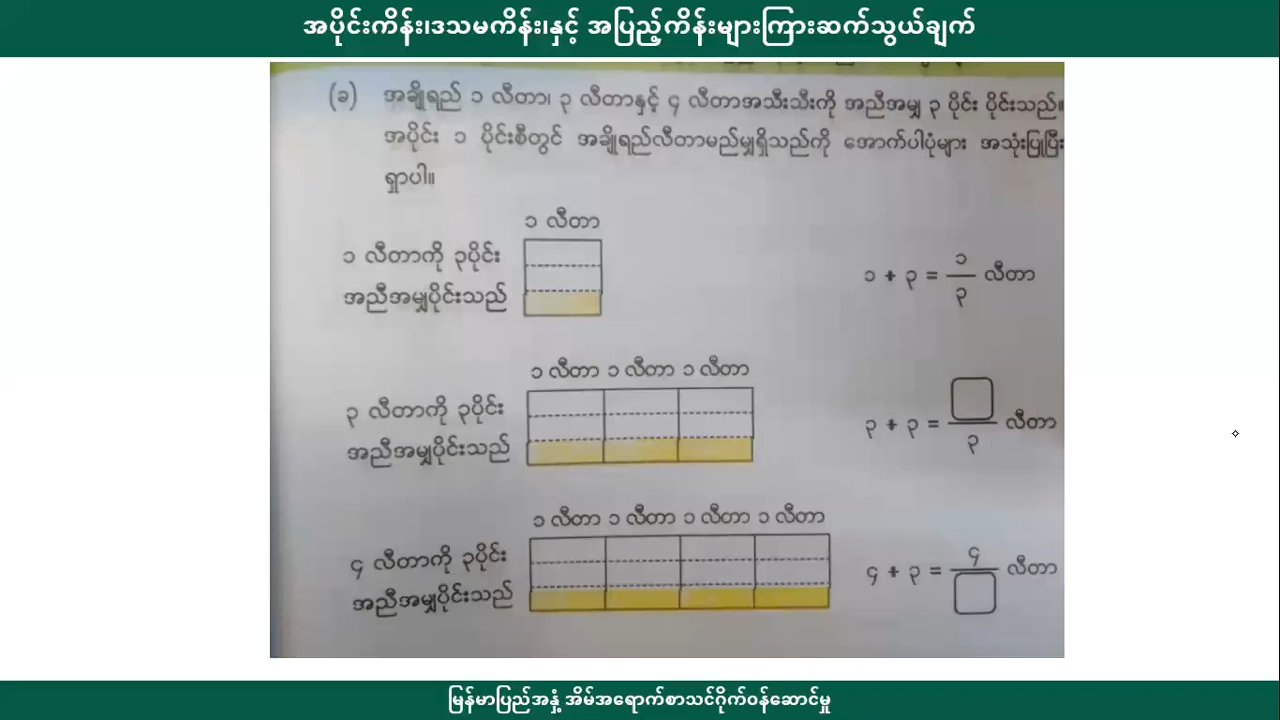 အပိုင်းကိန်း၊ဒသမကိန်း၊နှင့် အပြည့်ကိန်းများကြားဆက်သွယ်ချက်
(ခ) အချိုရည် ၁ လီတာ၊ ၃ လီတာနှင့် ၄ လီတာအသီးသီးကို အညီအမျှ ၃ ပိုင်း ပိုင်းသည်။
အပိုင်း ၁ ပိုင်းစီတွင် အချိုရည်လီတာမည်မျှရှိသည်ကို အောက်ပါပုံများ အသုံးပြုပြီး
ရှာပါ။
၁ လီတာ
၁ လီတာကို ၃ပိုင်း
အညီအမျှပိုင်းသည်
၁ ÷ ၃ = ၁/၃ လီတာ
၁ လီတာ ၁ လီတာ ၁ လီတာ
၃ လီတာကို ၃ပိုင်း
အညီအမျှပိုင်းသည်
၃ ÷ ၃ = □/၃ လီတာ
၁ လီတာ ၁ လီတာ ၁ လီတာ ၁ လီတာ
၄ လီတာကို ၃ပိုင်း
အညီအမျှပိုင်းသည်
၄ ÷ ၃ = ၄/□ လီတာ
မြန်မာပြည်အနှံ့ အိမ်အရောက်စာသင်ဂိုက်ဝန်ဆောင်မှု